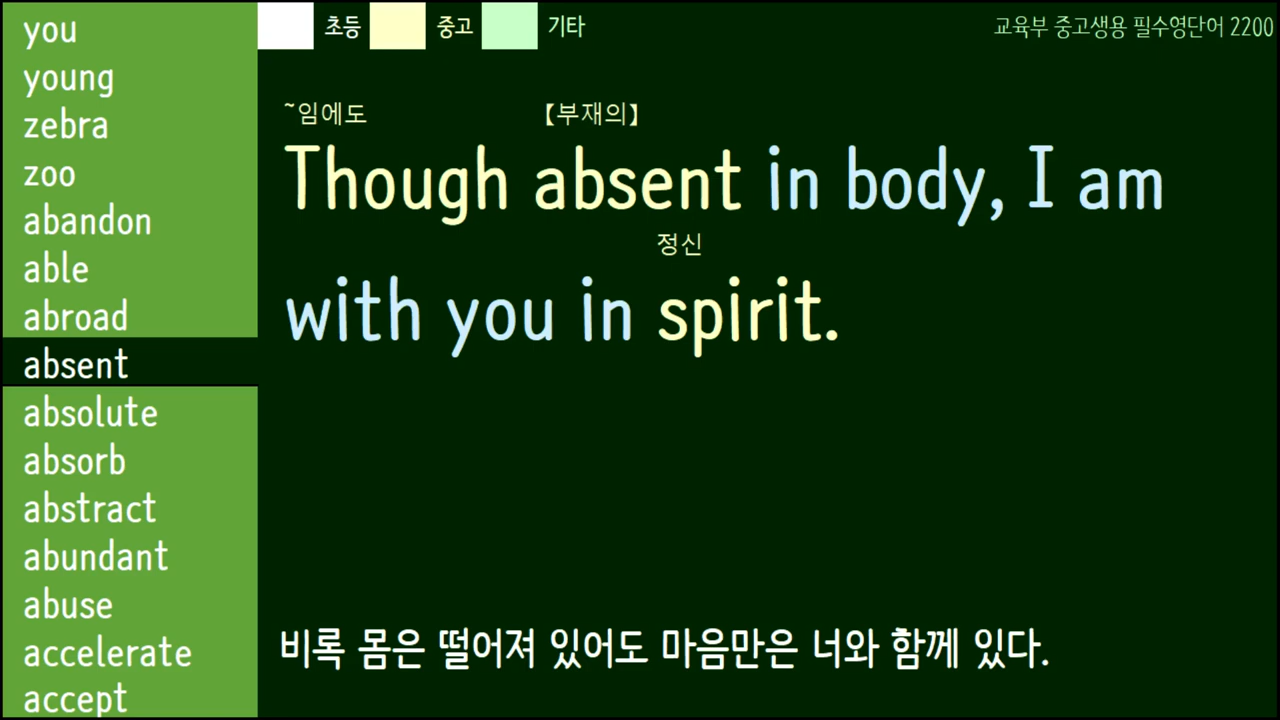 you
young
zebra
zoo
abandon
able
abroad
absent
absolute
absorb
abstract
abundant
abuse
accelerate
accept
초등 중고 기타
교육부 중고생용 필수영단어 2200
~임에도 【부재의】
Though absent in body, I am
정신
with you in spirit.
비록 몸은 떨어져 있어도 마음만은 너와 함께 있다.